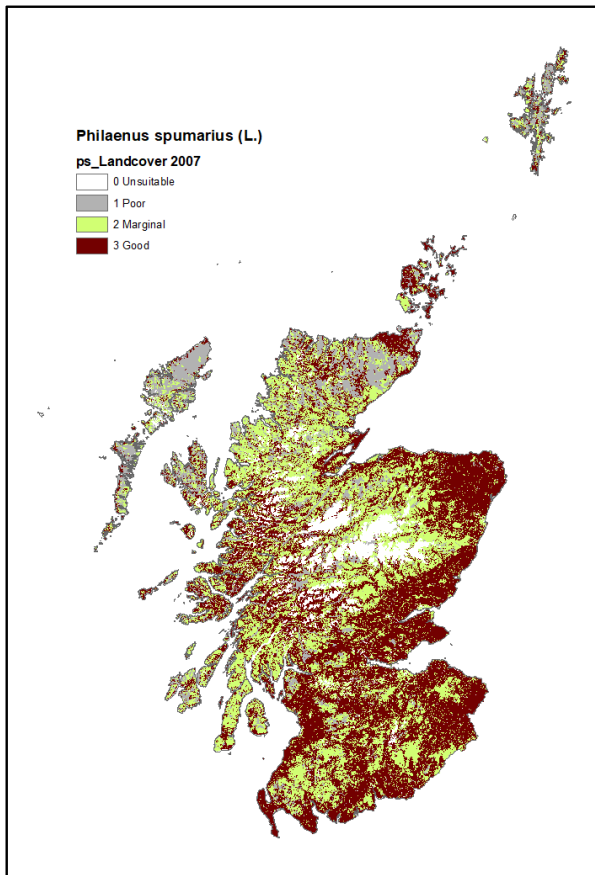 Philaenus spumarius (L.)
ps_Landcover 2007
0 Unsuitable
1 Poor
2 Marginal
3 Good